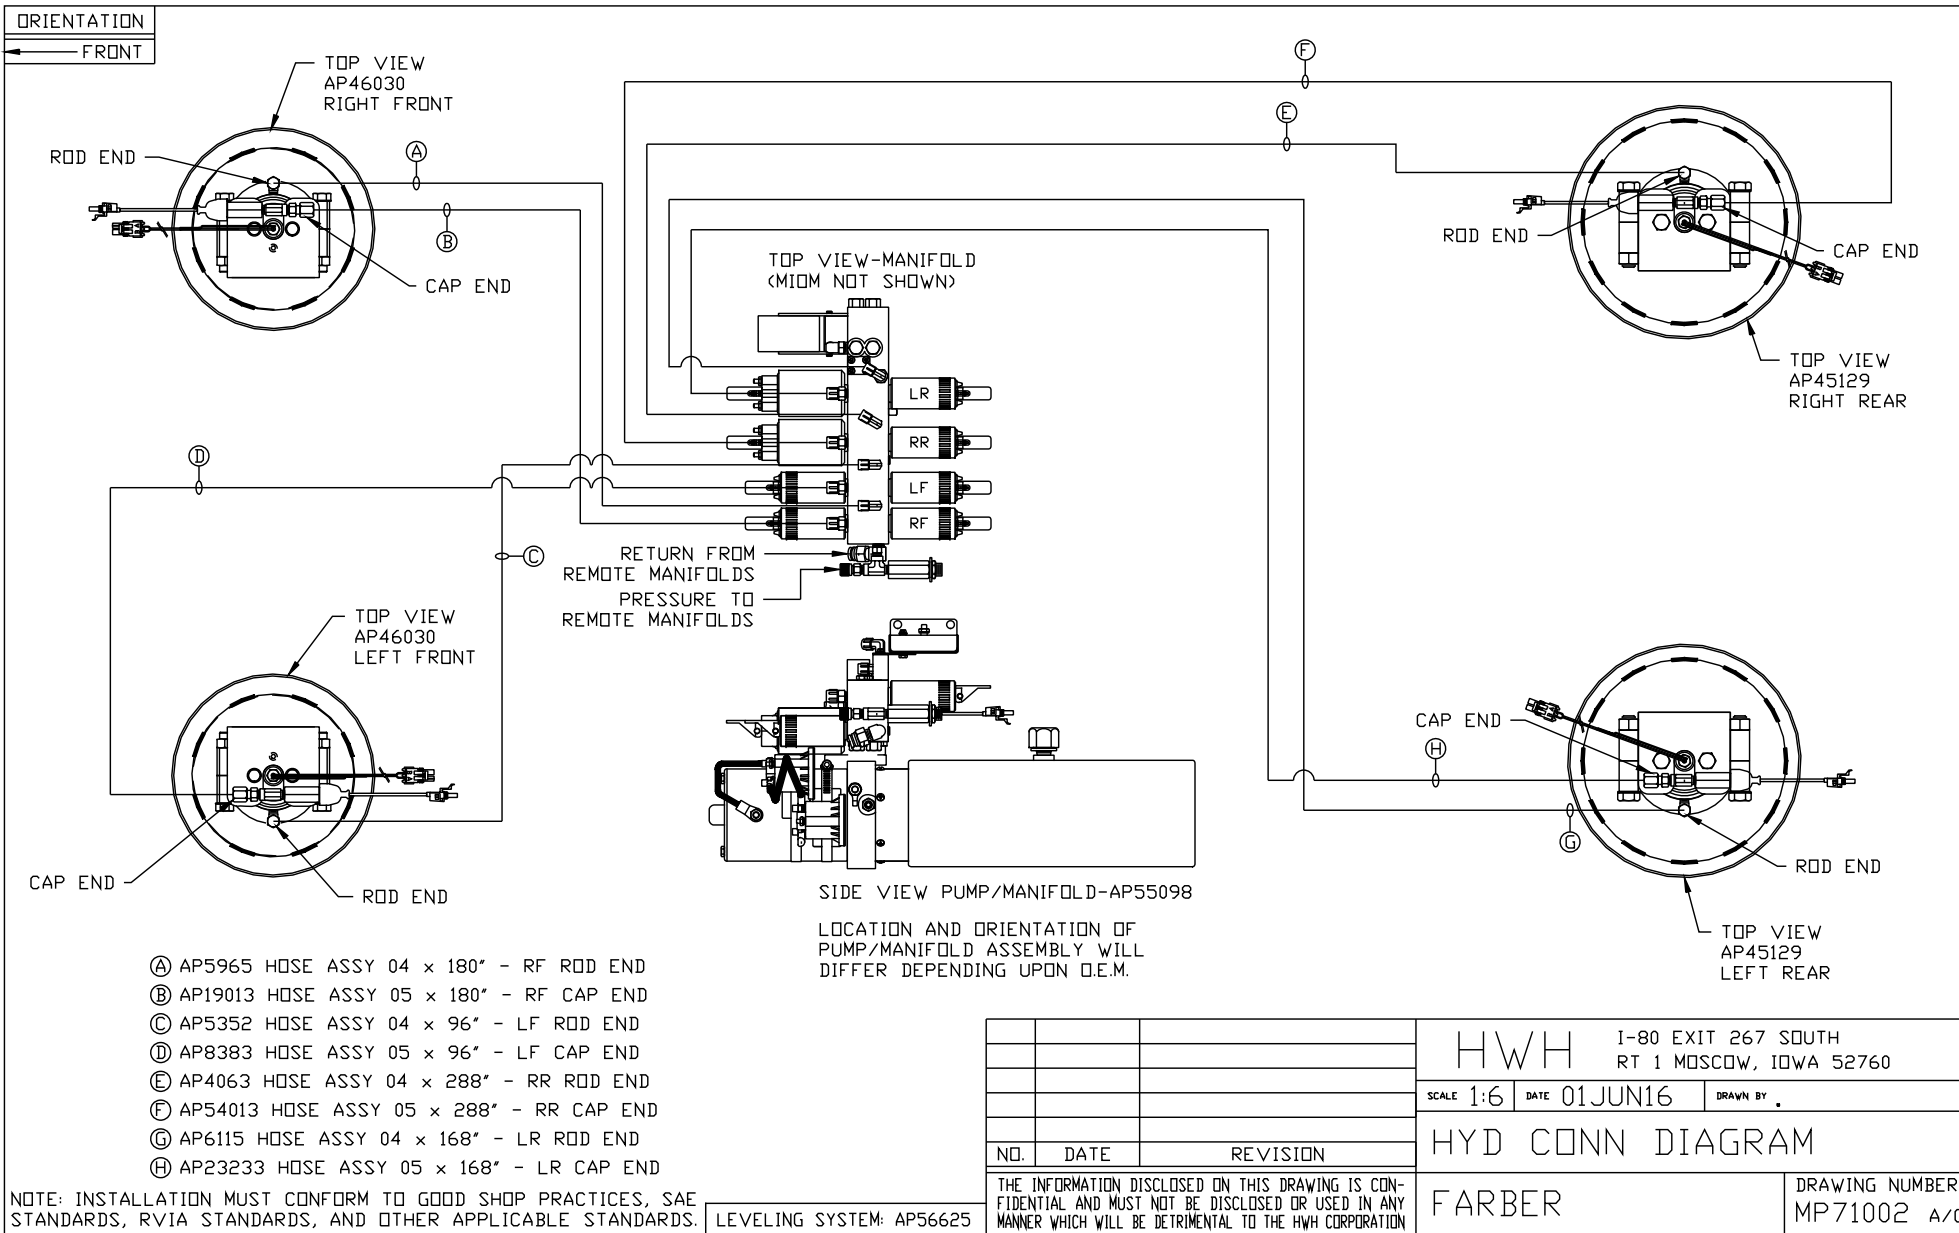 ORIENTATION
FRONT
TOP VIEW
AP46030
RIGHT FRONT
ROD END
A
B
CAP END
F
E
ROD END
CAP END
TOP VIEW
AP45129
RIGHT REAR
TOP VIEW-MANIFOLD
(MIOM NOT SHOWN)
LR
RR
LF
RF
D
C
RETURN FROM
REMOTE MANIFOLDS
PRESSURE TO
REMOTE MANIFOLDS
TOP VIEW
AP46030
LEFT FRONT
CAP END
ROD END
CAP END
H
G
ROD END
TOP VIEW
AP45129
LEFT REAR
SIDE VIEW PUMP/MANIFOLD-AP55098
LOCATION AND ORIENTATION OF
PUMP/MANIFOLD ASSEMBLY WILL
DIFFER DEPENDING UPON O.E.M.
A AP5965 HOSE ASSY 04 x 180" - RF ROD END
B AP19013 HOSE ASSY 05 x 180" - RF CAP END
C AP5352 HOSE ASSY 04 x 96" - LF ROD END
D AP8383 HOSE ASSY 05 x 96" - LF CAP END
E AP4063 HOSE ASSY 04 x 288" - RR ROD END
F AP54013 HOSE ASSY 05 x 288" - RR CAP END
G AP6115 HOSE ASSY 04 x 168" - LR ROD END
H AP23233 HOSE ASSY 05 x 168" - LR CAP END
NOTE: INSTALLATION MUST CONFORM TO GOOD SHOP PRACTICES, SAE
STANDARDS, RVIA STANDARDS, AND OTHER APPLICABLE STANDARDS.
LEVELING SYSTEM: AP56625
NO. DATE REVISION
THE INFORMATION DISCLOSED ON THIS DRAWING IS CON-
FIDENTIAL AND MUST NOT BE DISCLOSED OR USED IN ANY
MANNER WHICH WILL BE DETRIMENTAL TO THE HWH CORPORATION
HWH
I-80 EXIT 267 SOUTH
RT 1 MOSCOW, IOWA 52760
SCALE 1:6 DATE 01JUN16 DRAWN BY .
HYD CONN DIAGRAM
FARBER
DRAWING NUMBER
MP71002